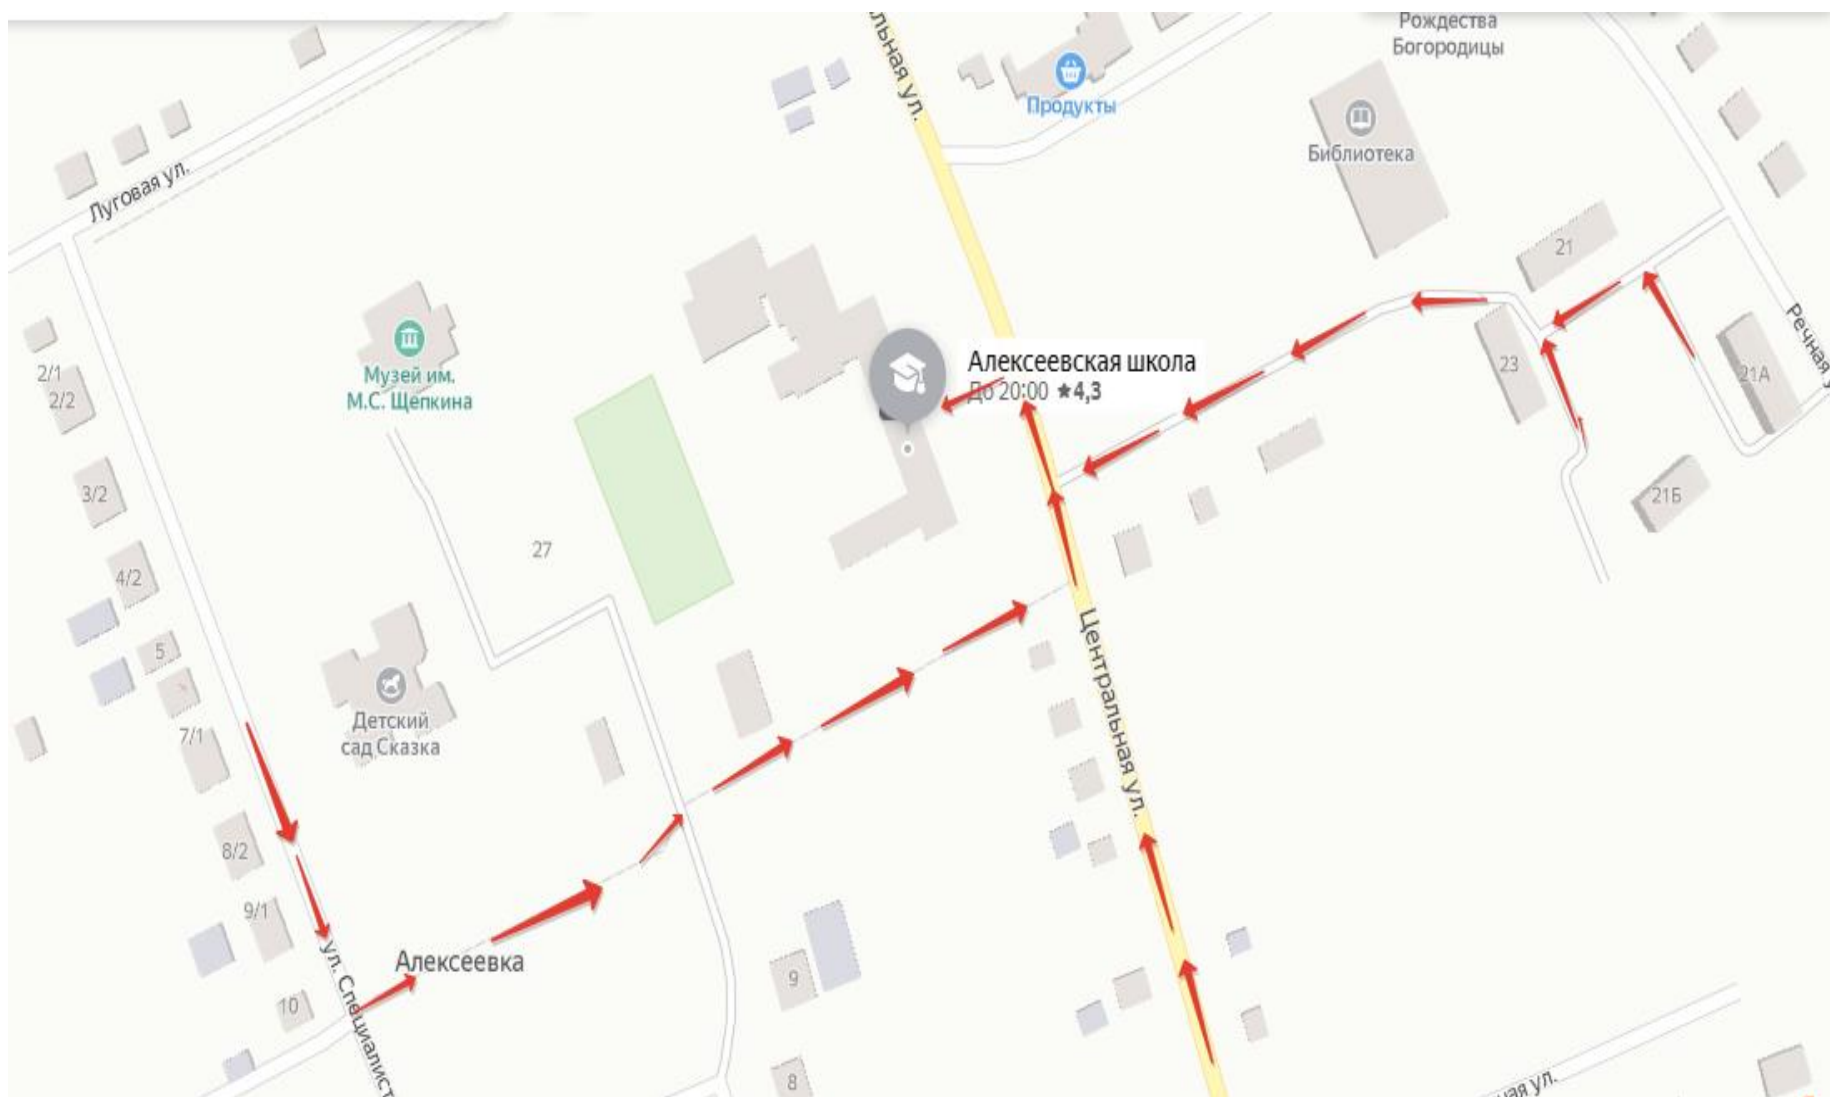 льная ул.
Рождества
Богородицы
Продукты
Библиотека
Луговая ул.
21
Речная у
Музей им.
М.С. Щепкина
Алексеевская школа
До 20:00 ★4,3
23
21А
2/1
2/2
3/2
21Б
27
4/2
5
Центральная ул.
Детский
сад Сказка
7/1
8/2
9/1
Алексеевка
ул. Специалист
10
9
8
ная ул.